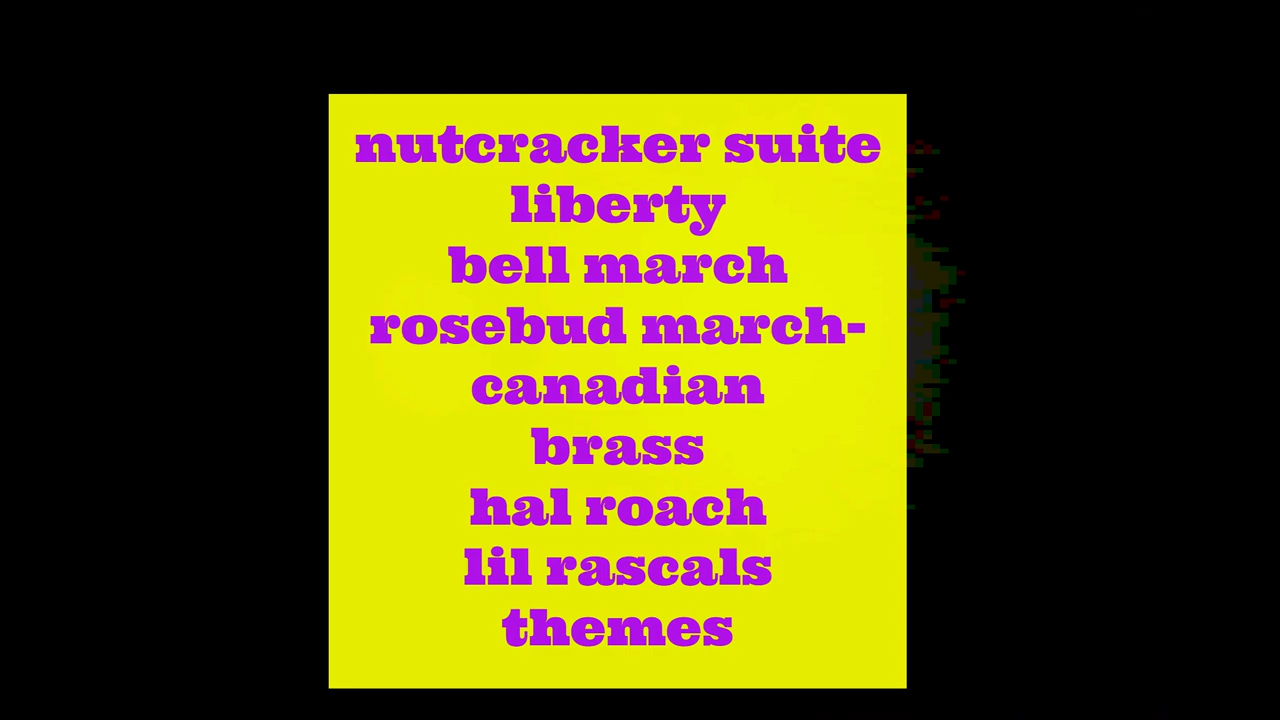 nutcracker suite
liberty
bell march
rosebud march-
canadian
brass
hal roach
lil rascals
themes